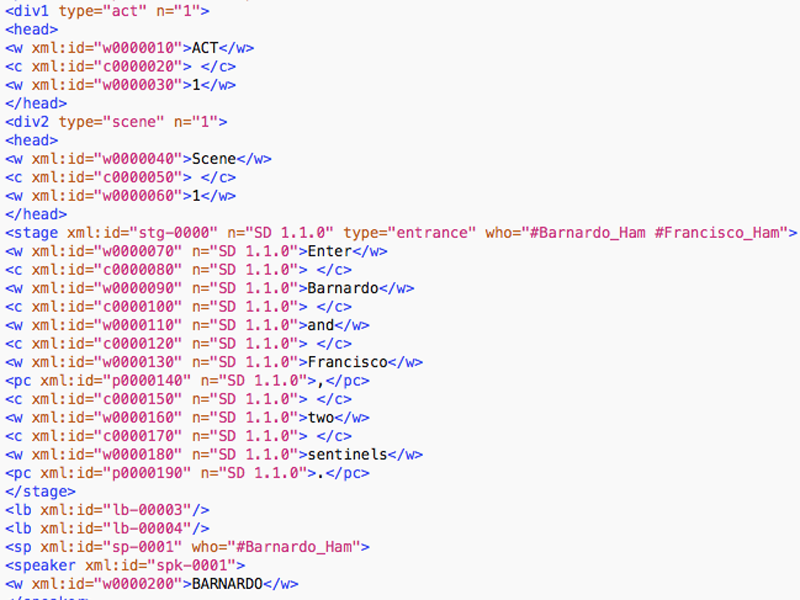 <div1 type="act" n="1">
<head>
<w xml:id="w0000010">ACT</w>
<c xml:id="c0000020"> </c>
<w xml:id="w0000030">1</w>
</head>
<div2 type="scene" n="1">
<head>
<w xml:id="w0000040">Scene</w>
<c xml:id="c0000050"> </c>
<w xml:id="w0000060">1</w>
</head>
<stage xml:id="stg-0000" n="SD 1.1.0" type="entrance" who="#Barnardo_Ham #Francisco_Ham">
<w xml:id="w0000070" n="SD 1.1.0">Enter</w>
<c xml:id="c0000080" n="SD 1.1.0"> </c>
<w xml:id="w0000090" n="SD 1.1.0">Barnardo</w>
<c xml:id="c0000100" n="SD 1.1.0"> </c>
<w xml:id="w0000110" n="SD 1.1.0">and</w>
<c xml:id="c0000120" n="SD 1.1.0"> </c>
<w xml:id="w0000130" n="SD 1.1.0">Francisco</w>
<pc xml:id="p0000140" n="SD 1.1.0">,</pc>
<c xml:id="c0000150" n="SD 1.1.0"> </c>
<w xml:id="w0000160" n="SD 1.1.0">two</w>
<c xml:id="c0000170" n="SD 1.1.0"> </c>
<w xml:id="w0000180" n="SD 1.1.0">sentinels</w>
<pc xml:id="p0000190" n="SD 1.1.0">.</pc>
</stage>
<lb xml:id="lb-00003"/>
<lb xml:id="lb-00004"/>
<sp xml:id="sp-0001" who="#Barnardo_Ham">
<speaker xml:id="spk-0001">
<w xml:id="w0000200">BARNARDO</w>